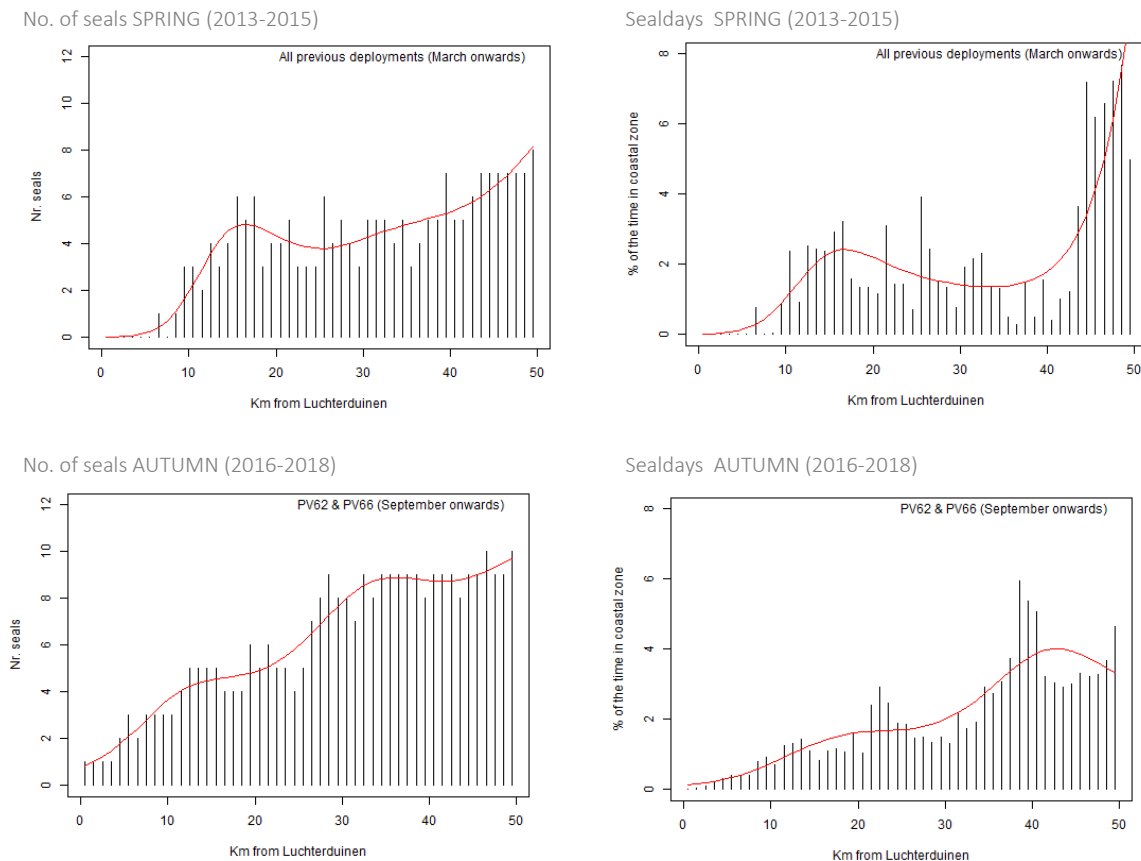 No. of seals SPRING (2013-2015)
All previous deployments (March onwards)
Nr. seals
0 2 4 6 8 10 12
0 10 20 30 40 50
Km from Luchterduinen
Sealdays SPRING (2013-2015)
All previous deployments (March onwards)
% of the time in coastal zone
0 2 4 6 8
0 10 20 30 40 50
Km from Luchterduinen
No. of seals AUTUMN (2016-2018)
PV62 & PV66 (September onwards)
Nr. seals
0 2 4 6 8 10 12
0 10 20 30 40 50
Km from Luchterduinen
Sealdays AUTUMN (2016-2018)
PV62 & PV66 (September onwards)
% of the time in coastal zone
0 2 4 6 8
0 10 20 30 40 50
Km from Luchterduinen